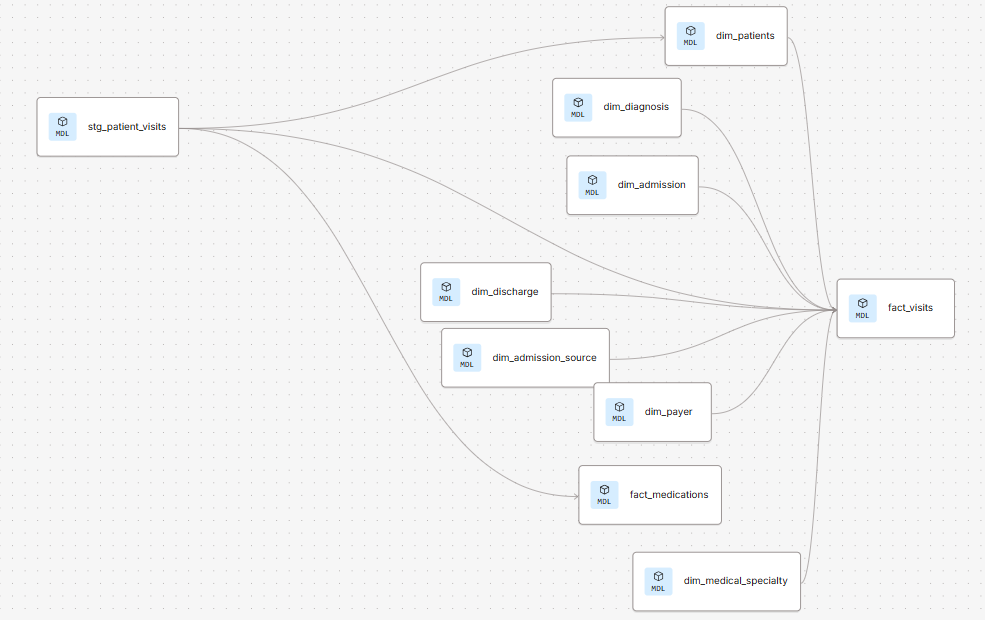 MDL
dim_patients
MDL
dim_diagnosis
MDL
stg_patient_visits
MDL
dim_admission
MDL
dim_discharge
MDL
fact_visits
MDL
dim_admission_source
MDL
dim_payer
MDL
fact_medications
MDL
dim_medical_specialty